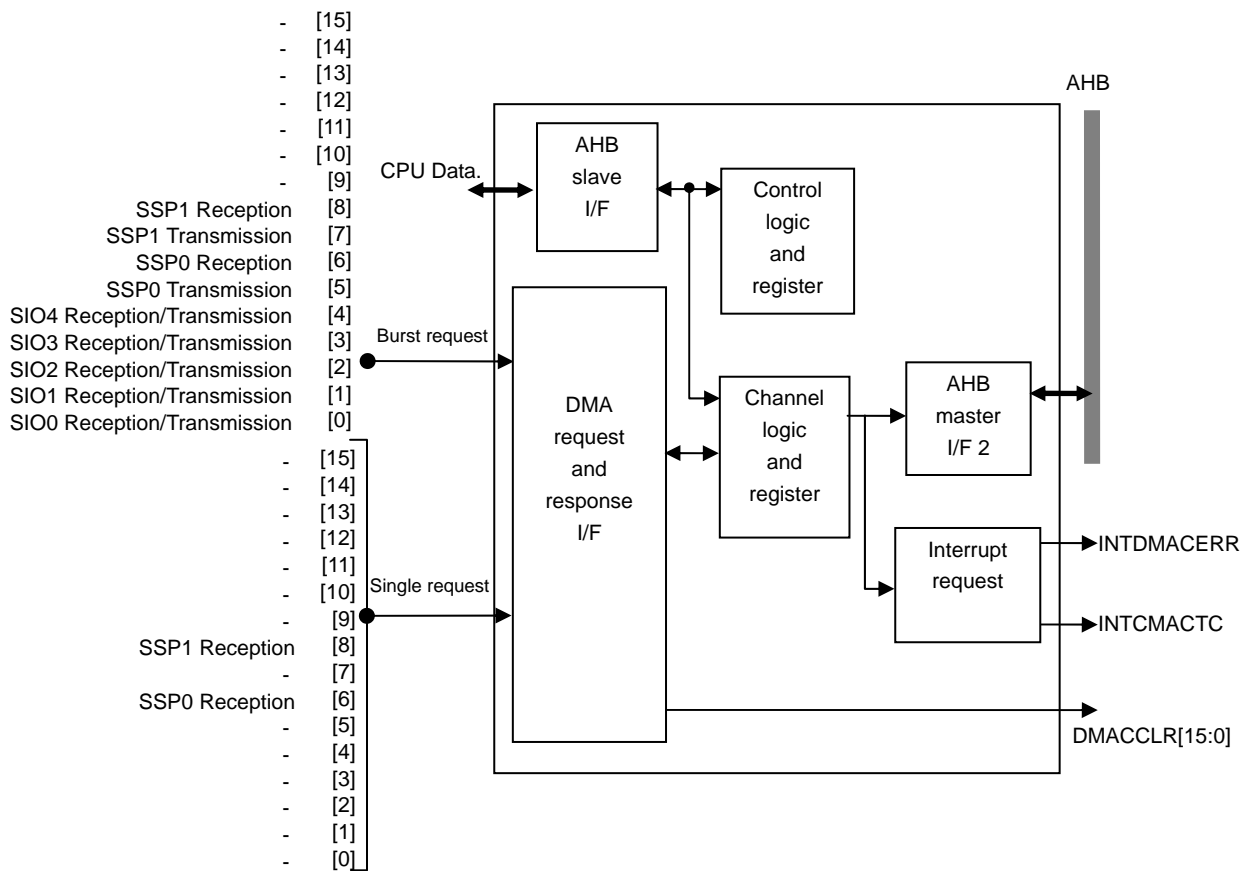 - [15]
- [14]
- [13]
- [12]
- [11]
- [10]
- [9]
SSP1 Reception [8]
SSP1 Transmission [7]
SSP0 Reception [6]
SSP0 Transmission [5]
SIO4 Reception/Transmission [4]
SIO3 Reception/Transmission [3]
SIO2 Reception/Transmission [2]
SIO1 Reception/Transmission [1]
SIO0 Reception/Transmission [0]
- [15]
- [14]
- [13]
- [12]
- [11]
- [10]
- [9]
SSP1 Reception [8]
- [7]
SSP0 Reception [6]
- [5]
- [4]
- [3]
- [2]
- [1]
- [0]
CPU Data.
Burst request
Single request
AHB
slave
I/F
Control
logic
and
register
DMA
request
and
response
I/F
Channel
logic
and
register
AHB
master
I/F 2
Interrupt
request
AHB
INTDMACERR
INTCMACTC
DMACCLR[15:0]